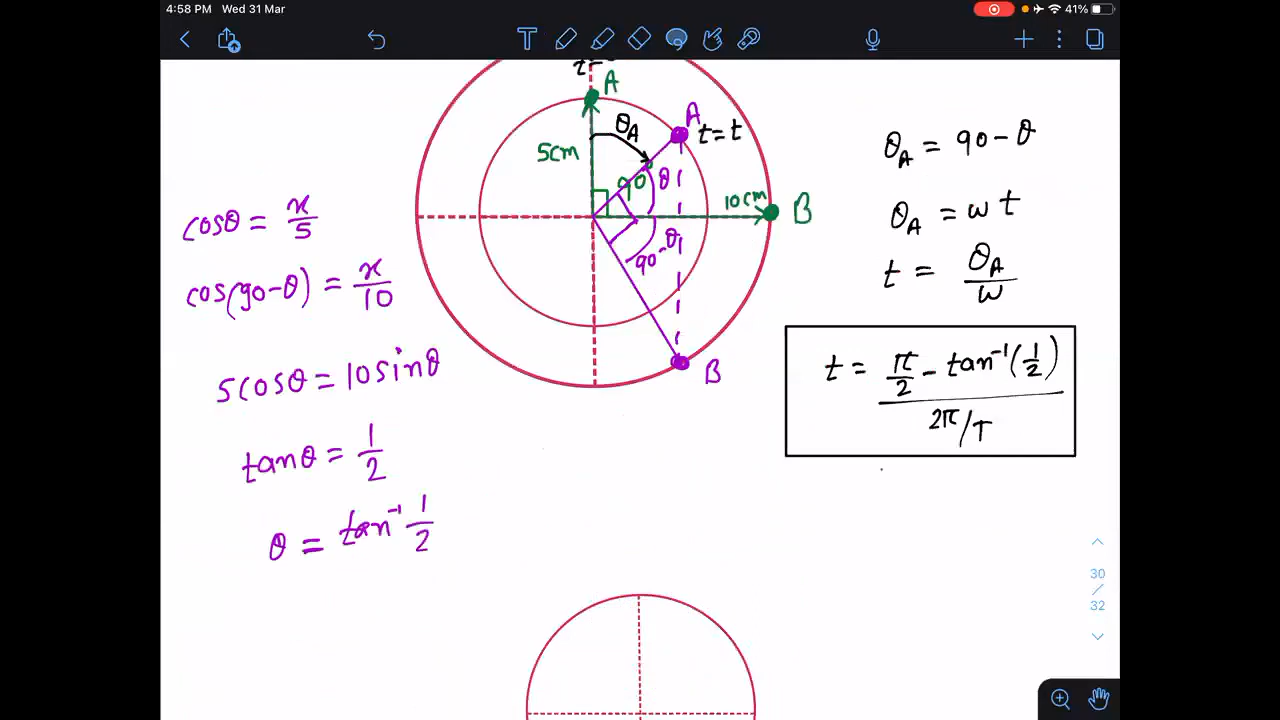 4:58 PM Wed 31 Mar
41%
t=
A
θA
A
t=t
5cm
90
θ
10cm
B
90-θ
B
cosθ = x/5
cos(90-θ) = x/10
5cosθ = 10sinθ
tanθ = 1/2
θ = tan⁻¹ 1/2
θA = 90-θ
θA = ωt
t = θA/ω
t = (π/2 - tan⁻¹(1/2))/(2π/T)
30
/
32